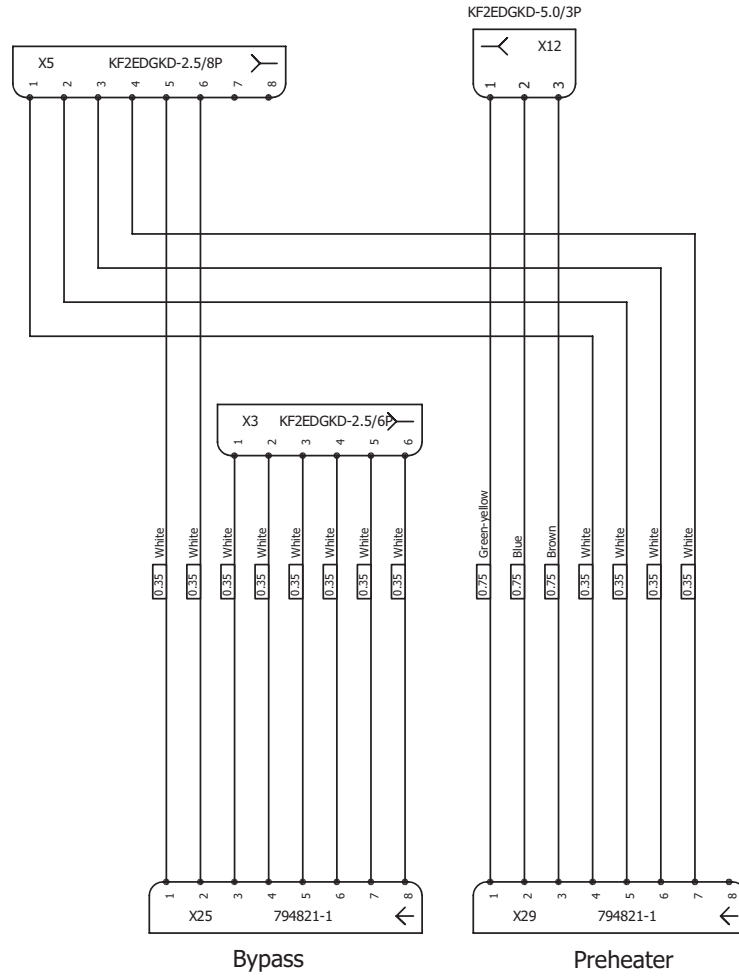 KF2EDGKD-5.0/3P
X5 KF2EDGKD-2.5/8P
1 2 3 4 5 6 7 8
X12
1 2 3
X3 KF2EDGKD-2.5/6P
1 2 3 4 5 6
0.35 White
0.35 White
0.35 White
0.35 White
0.35 White
0.35 White
0.35 White
0.35 White
0.75 Green-yellow
0.75 Blue
0.75 Brown
0.35 White
0.35 White
0.35 White
0.35 White
1 2 3 4 5 6 7 8
X25 794821-1
1 2 3 4 5 6 7 8
X29 794821-1
Bypass
Preheater